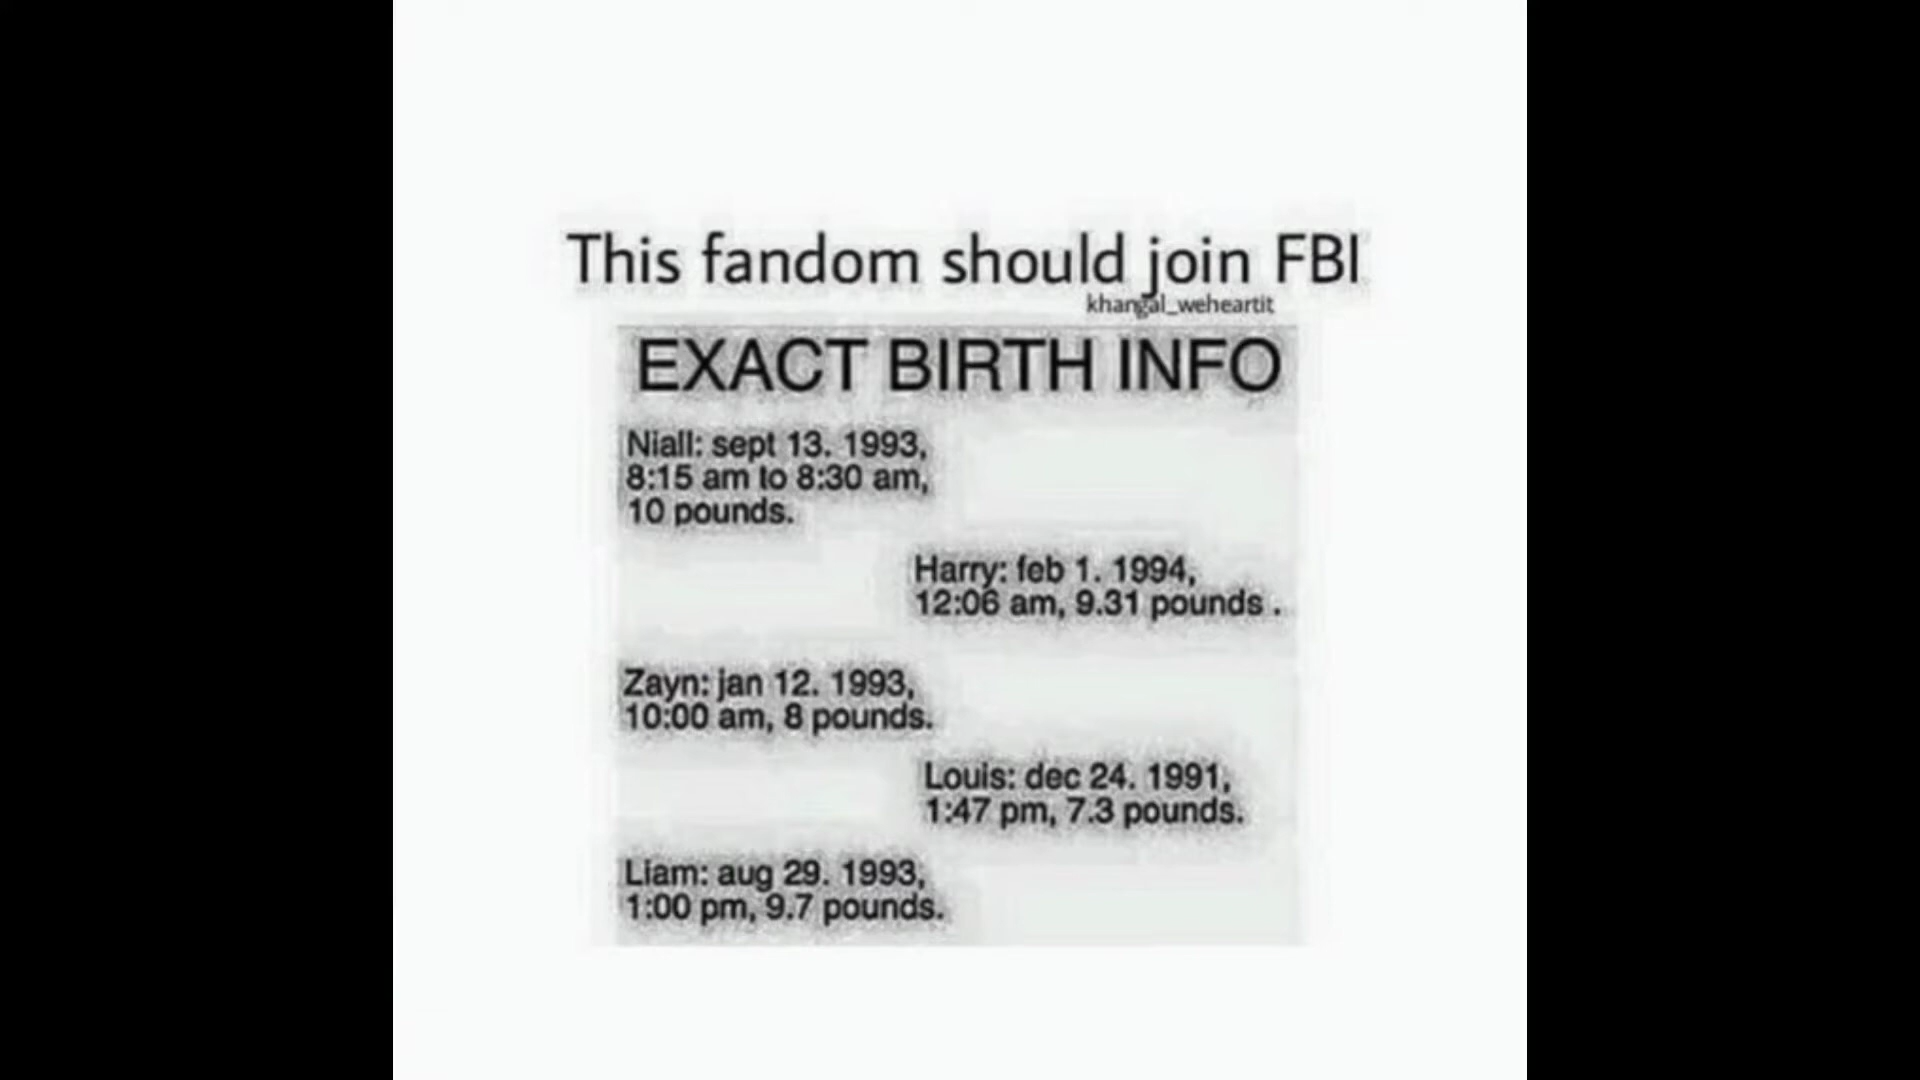 This fandom should join FBI
khangal_weheartit
EXACT BIRTH INFO
Niall: sept 13. 1993,
8:15 am to 8:30 am,
10 pounds.
Harry: feb 1. 1994,
12:06 am, 9.31 pounds .
Zayn: jan 12. 1993,
10:00 am, 8 pounds.
Louis: dec 24. 1991,
1:47 pm, 7.3 pounds.
Liam: aug 29. 1993,
1:00 pm, 9.7 pounds.